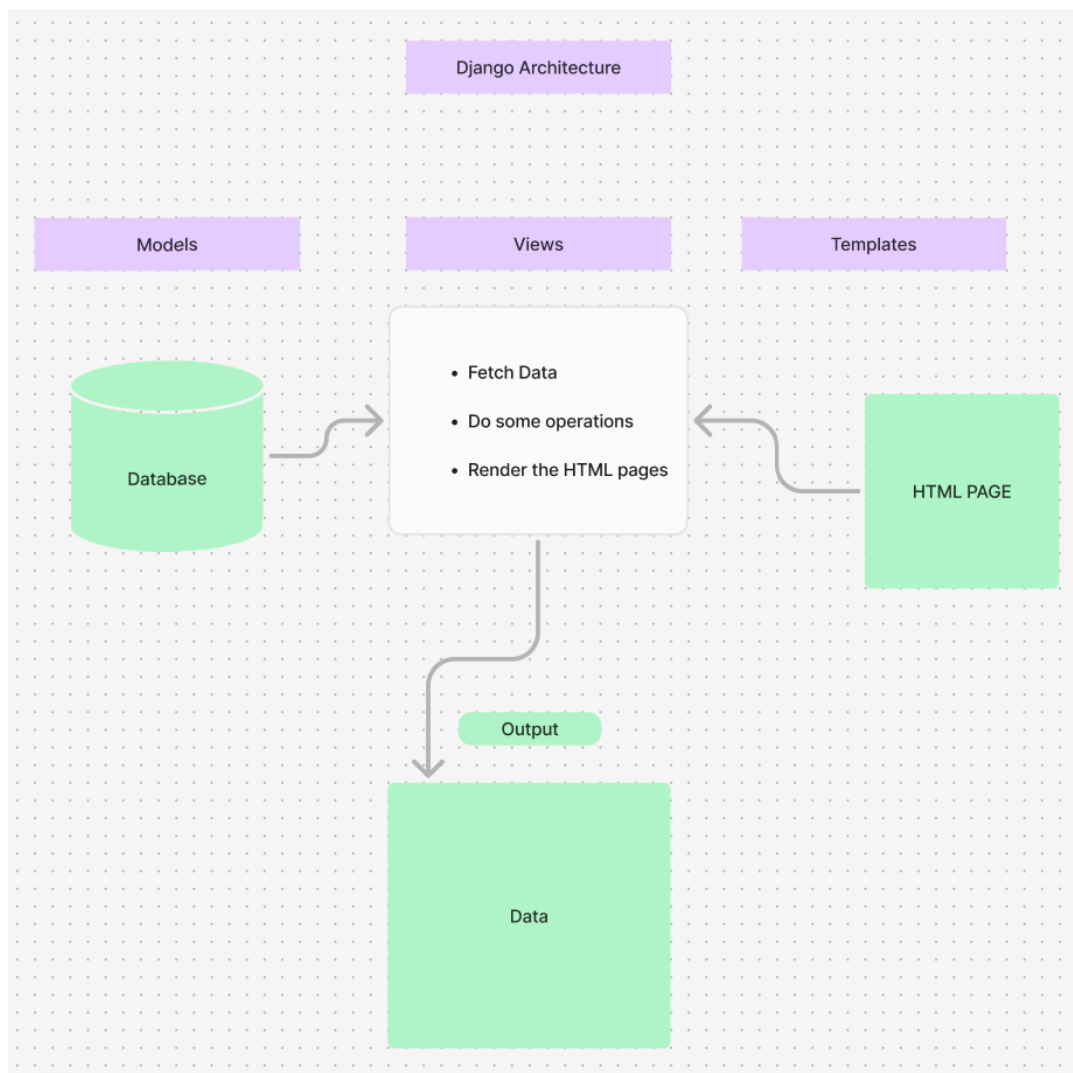 Django Architecture
Models
Views
Templates
• Fetch Data
• Do some operations
• Render the HTML pages
Database
HTML PAGE
Output
Data